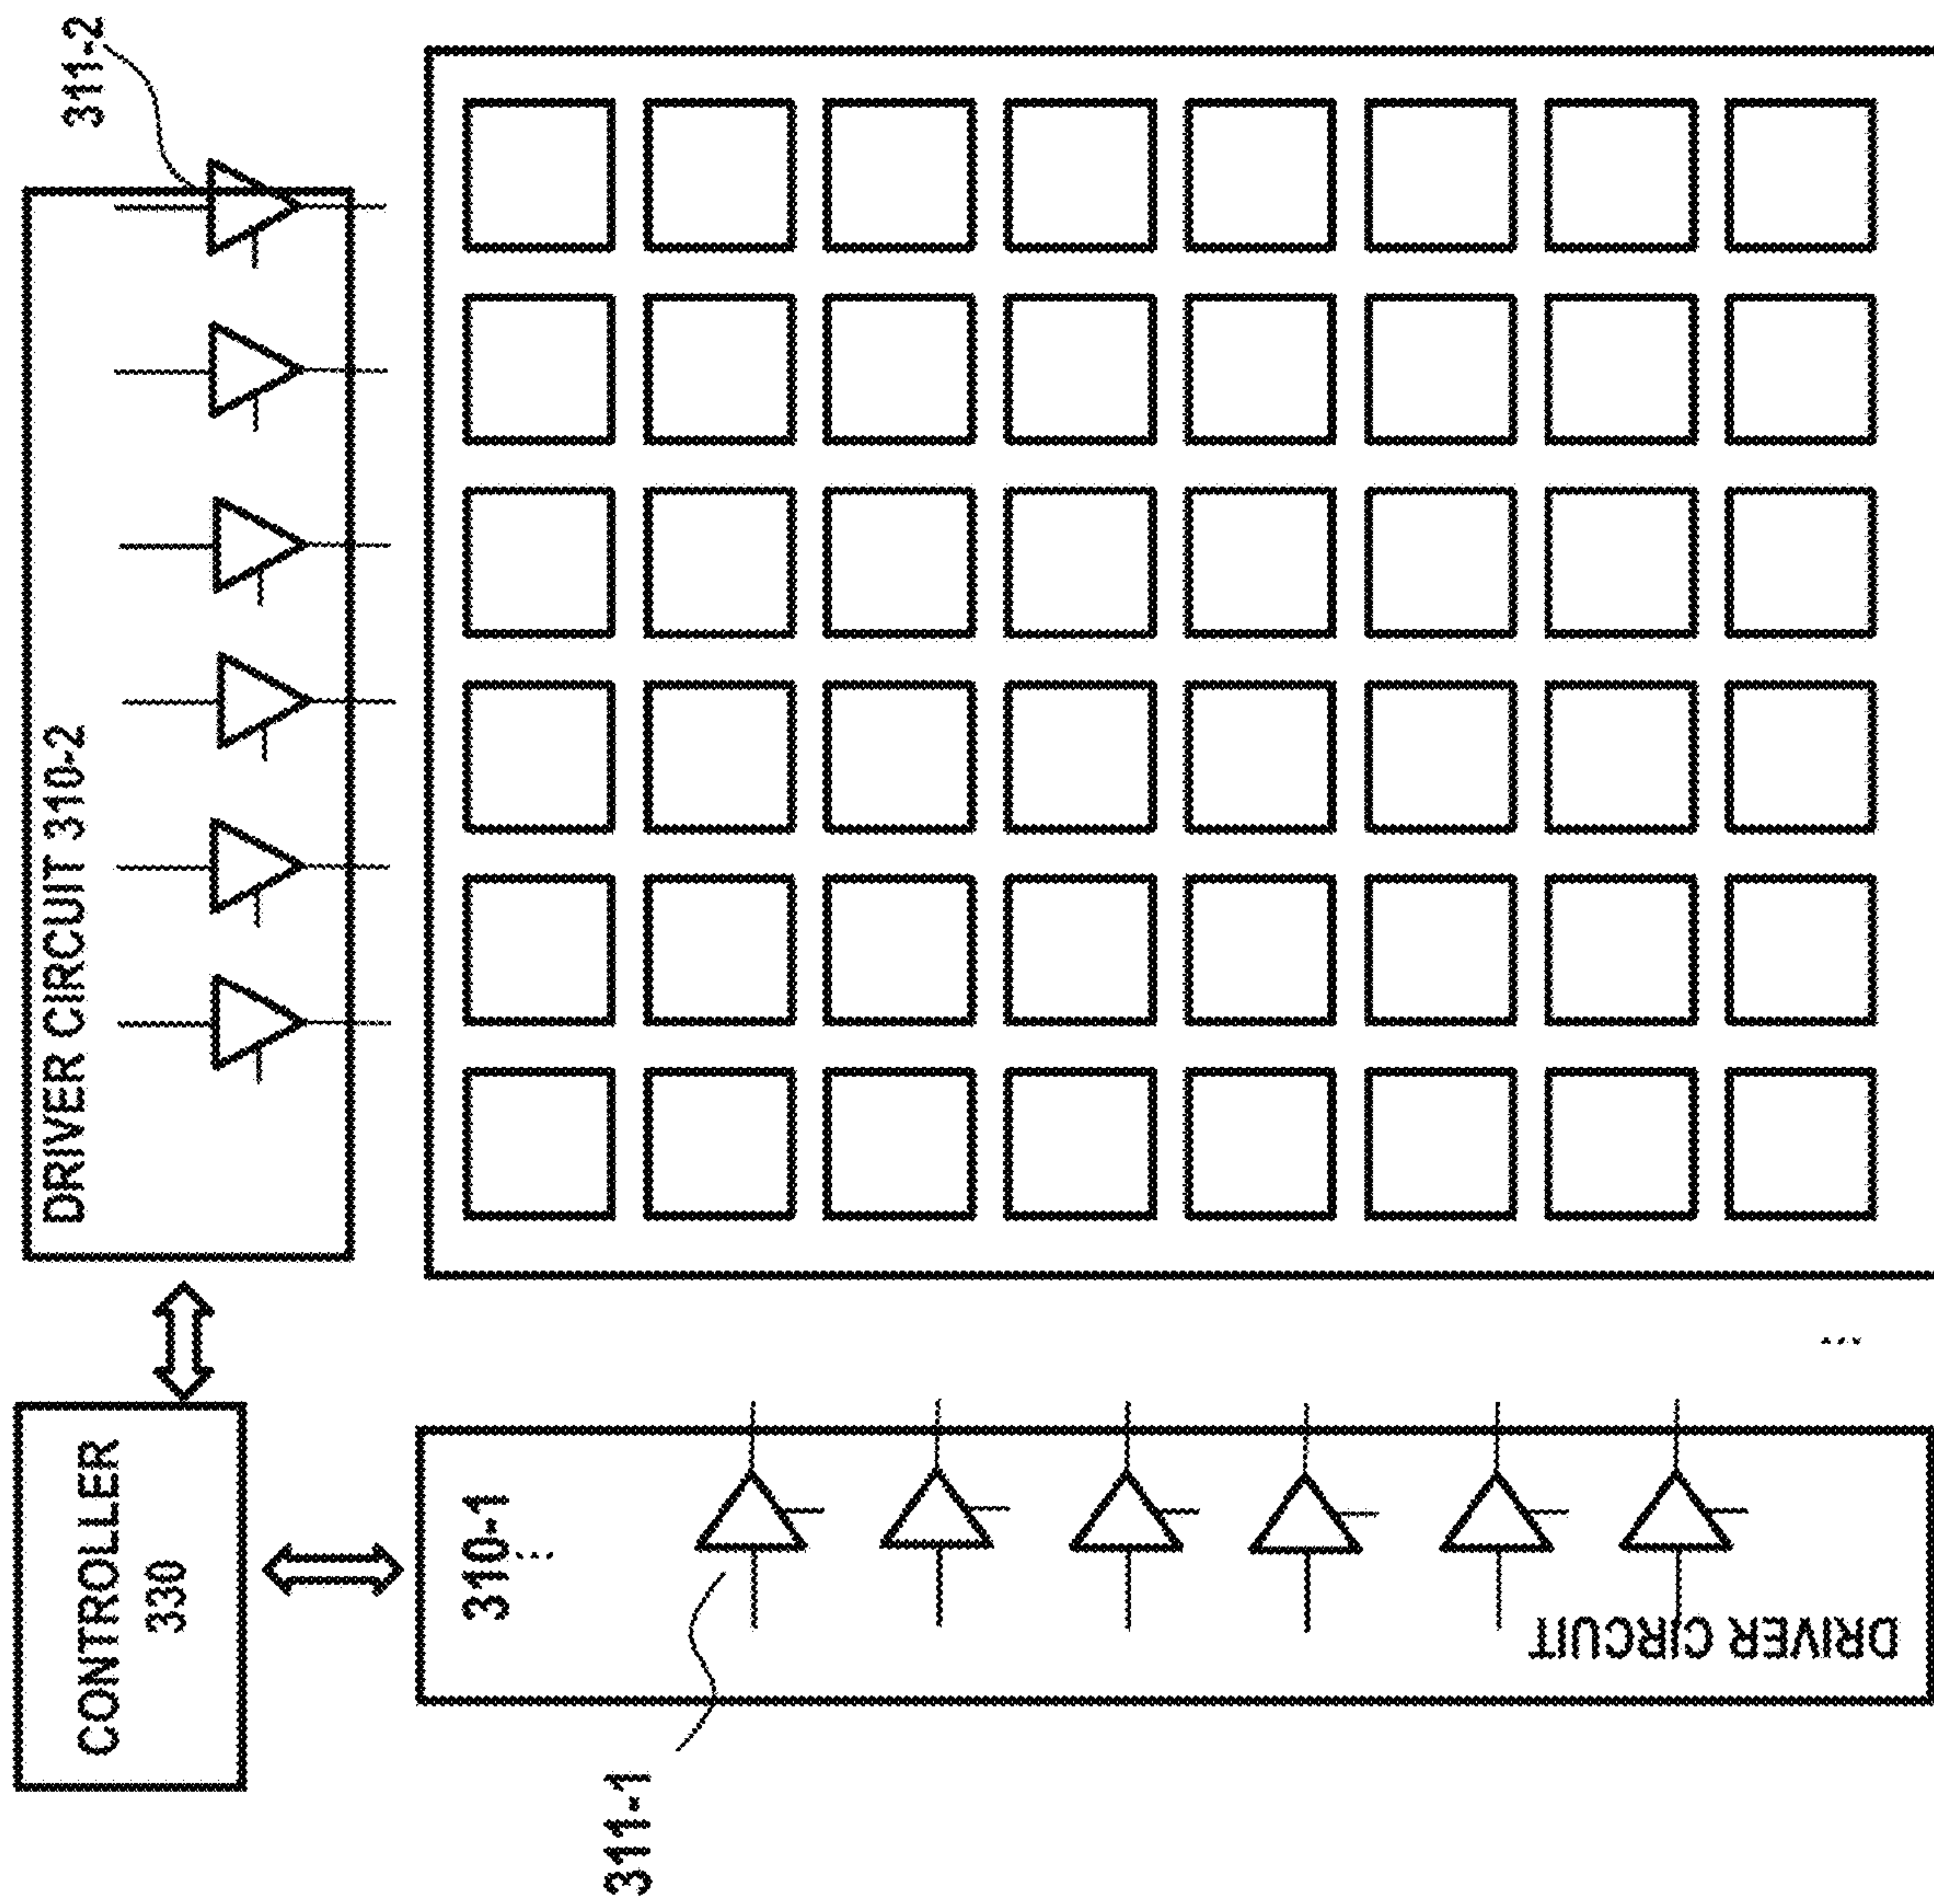 311-2
DRIVER CIRCUIT 310-2
CONTROLLER
330
310-1
...
DRIVER CIRCUIT
311-1
...